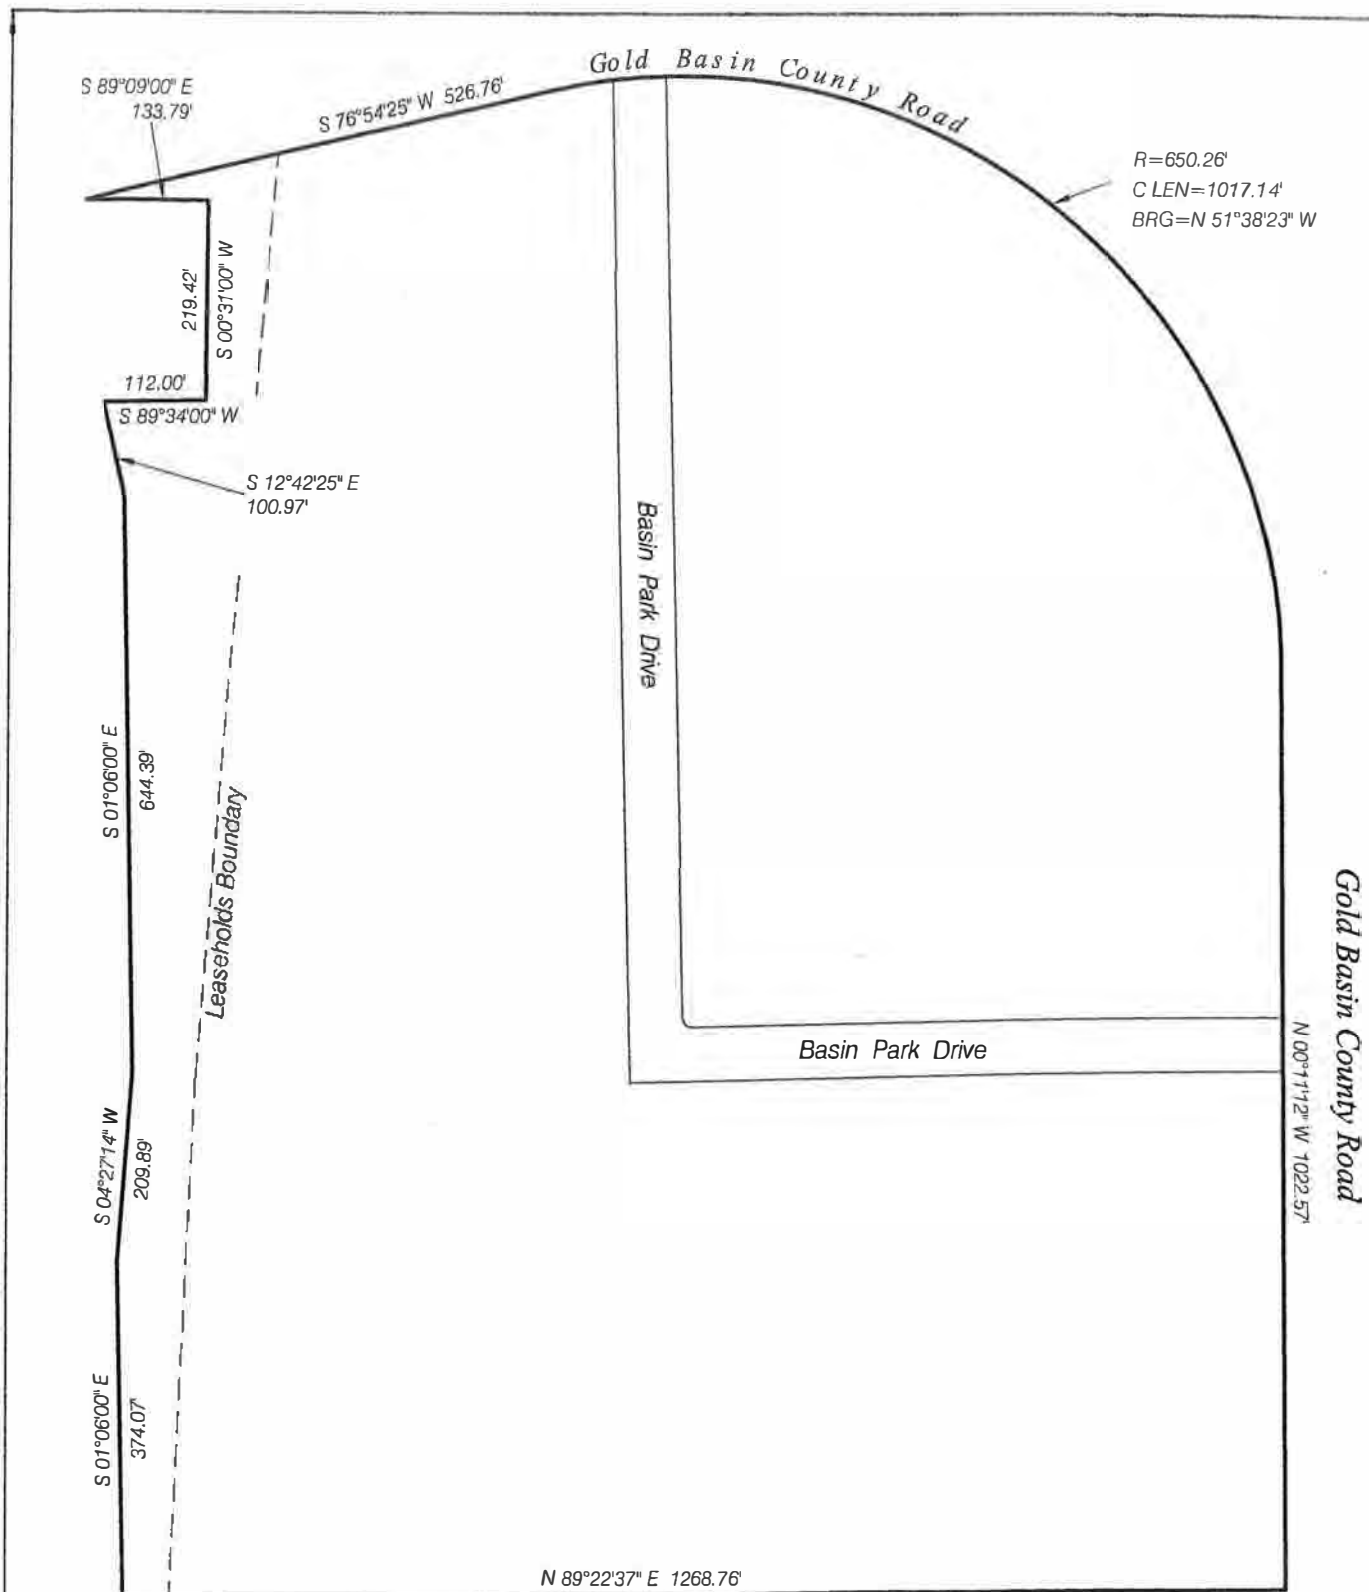 Gold Basin County Road
S 89°09'00" E
133.79'
S 76°54'25" W 526.76'
R=650.26'
C LEN=1017.14'
BRG=N 51°38'23" W
219.42'
S 00°31'00" W
112.00'
S 89°34'00" W
S 12°42'25" E
100.97'
Basin Park Drive
S 01°06'00" E
644.39'
Leaseholds Boundary
Gold Basin County Road
N 00°11'12" W 1022.57'
Basin Park Drive
S 04°27'14" W
209.89'
S 01°06'00" E
374.07'
N 89°22'37" E 1268.76'